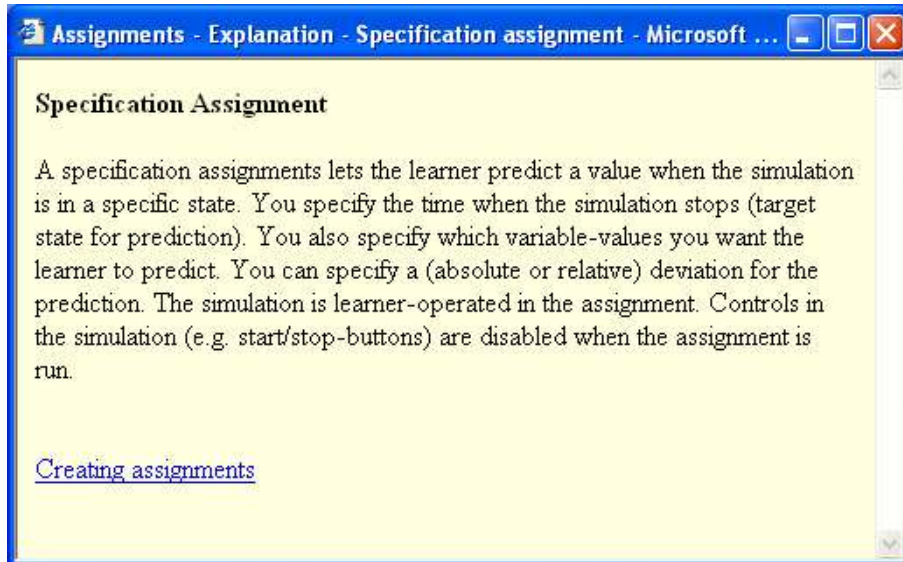 Assignments - Explanation - Specification assignment - Microsoft ...
Specification Assignment
A specification assignments lets the learner predict a value when the simulation
is in a specific state. You specify the time when the simulation stops (target
state for prediction). You also specify which variable-values you want the
learner to predict. You can specify a (absolute or relative) deviation for the
prediction. The simulation is learner-operated in the assignment. Controls in
the simulation (e.g. start/stop-buttons) are disabled when the assignment is
run.
Creating assignments